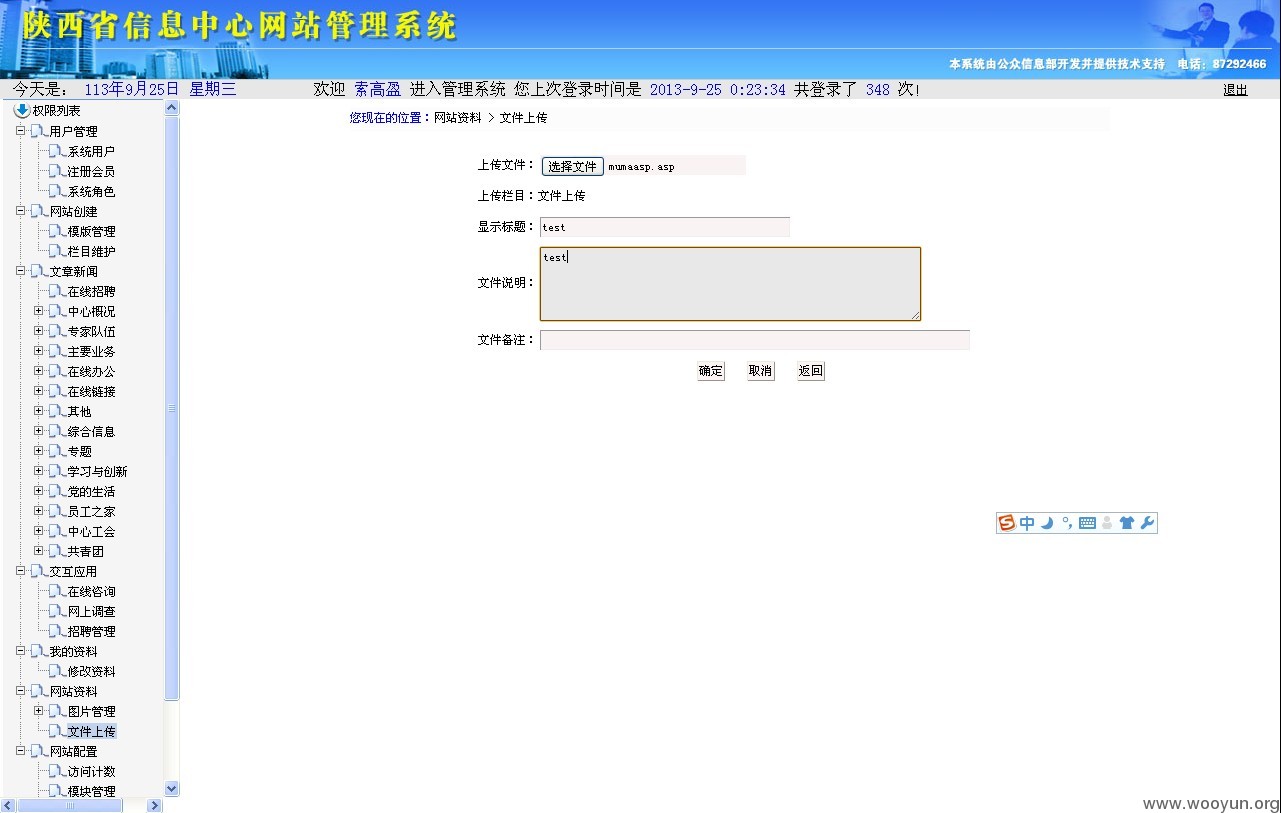 陕西省信息中心网站管理系统
本系统由公众信息部开发并提供技术支持 电话：87292466
今天是： 113年9月25日 星期三 欢迎 索高盈 进入管理系统 您上次登录时间是 2013-9-25 0:23:34 共登录了 348 次! 退出
权限列表
用户管理
系统用户
注册会员
系统角色
网站创建
模版管理
栏目维护
文章新闻
在线招聘
中心概况
专家队伍
主要业务
在线办公
在线链接
其他
综合信息
专题
学习与创新
党的生活
员工之家
中心工会
共青团
交互应用
在线咨询
网上调查
招聘管理
我的资料
修改资料
网站资料
图片管理
文件上传
网站配置
访问计数
模块管理
您现在的位置：网站资料 > 文件上传
上传文件： 选择文件 mumaasp.asp
上传栏目：文件上传
显示标题： test
文件说明： test
文件备注：
确定 取消 返回
中
www.wooyun.org